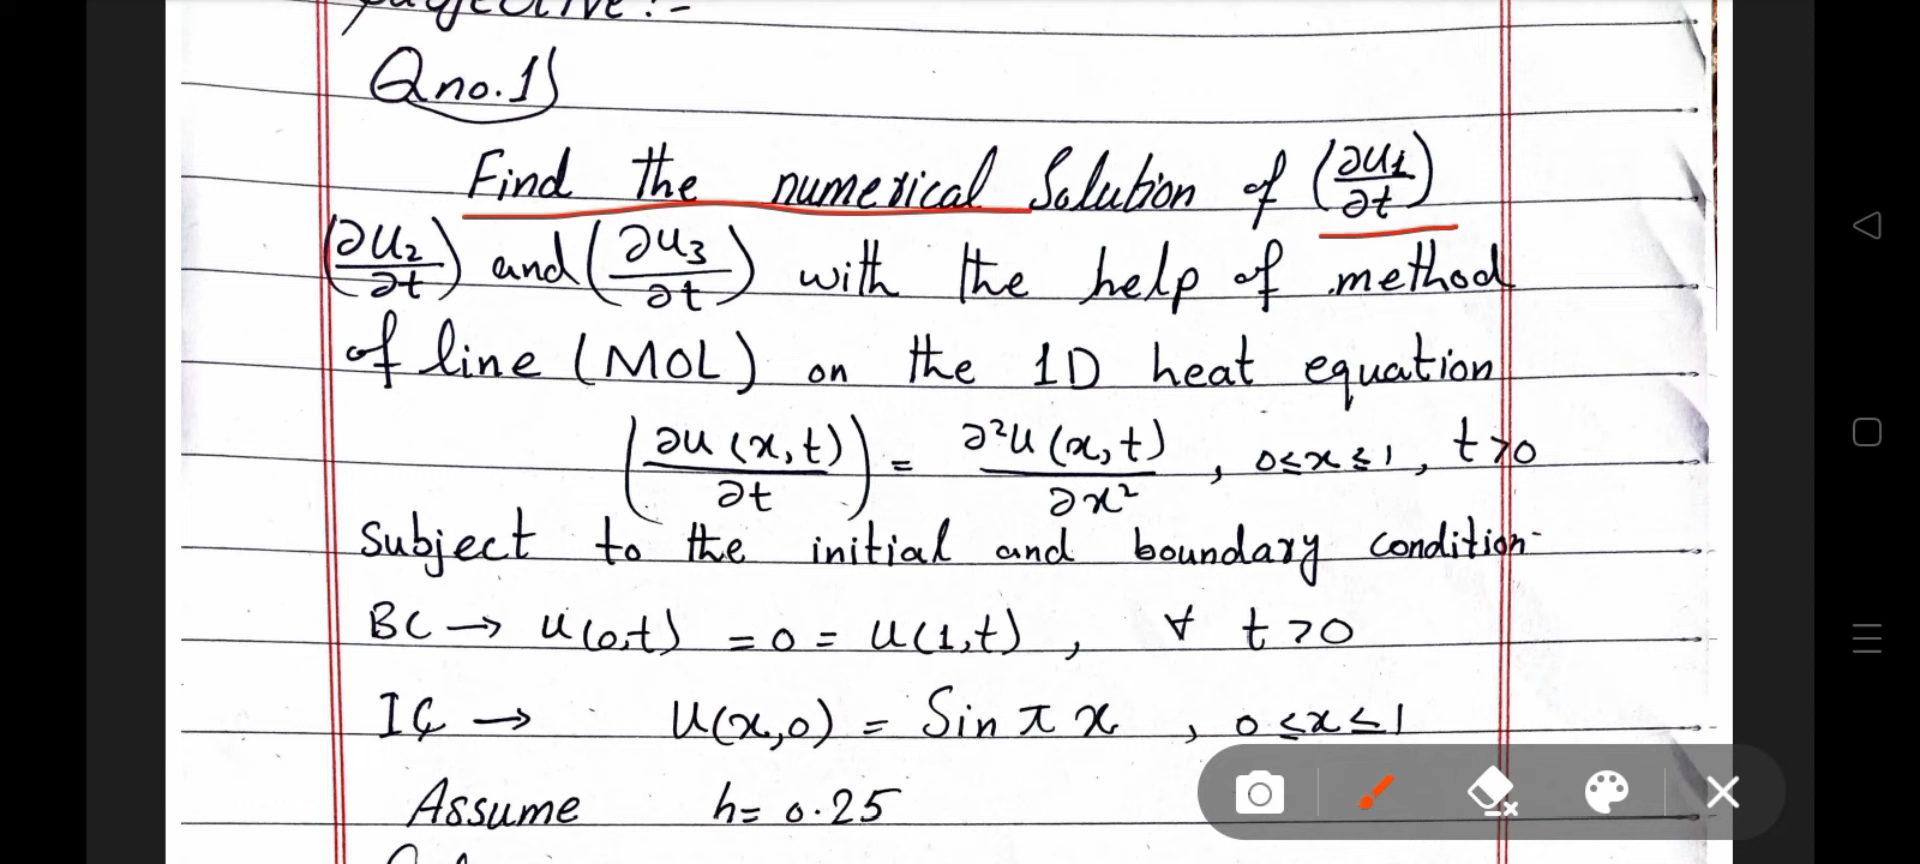 Qno.1)
Find the numerical Solution of (∂u1/∂t)
(∂u2/∂t) and (∂u3/∂t) with the help of method
of line (MOL) on the 1D heat equation
(∂u(x,t)/∂t) = ∂²u(x,t)/∂x² , 0≤x≤1, t>0
subject to the initial and boundary condition-
BC → u(0,t) = 0 = u(1,t), ∀ t>0
IC → u(x,0) = Sin π x , 0≤x≤1
Assume h= 0.25